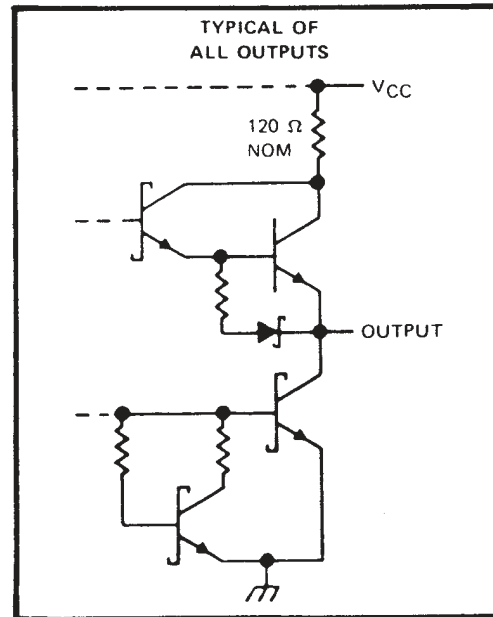 TYPICAL OF
ALL OUTPUTS
VCC
120 Ω
NOM
OUTPUT